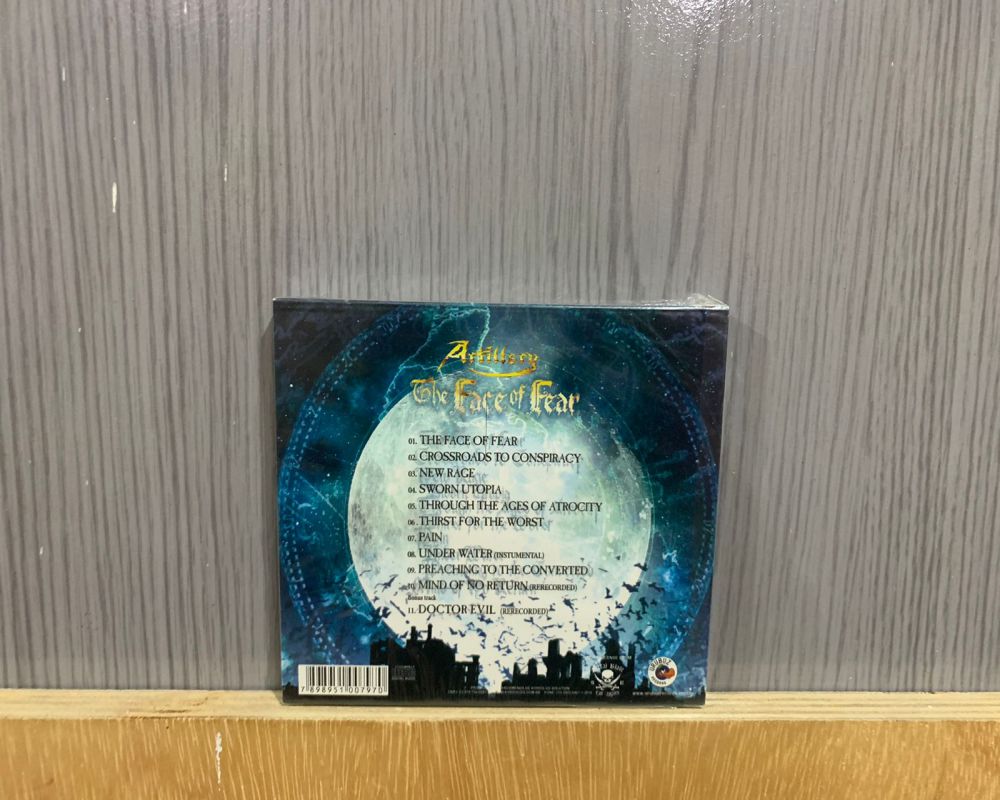 Artillery
The Face of Fear
01. THE FACE OF FEAR
02. CROSSROADS TO CONSPIRACY
03. NEW RAGE
04. SWORN UTOPIA
05. THROUGH THE AGES OF ATROCITY
06. THIRST FOR THE WORST
07. PAIN
08. UNDER WATER (INSTUMENTAL)
09. PREACHING TO THE CONVERTED
10. MIND OF NO RETURN (RERECORDED)
Bonus track
11. DOCTOR EVIL (RERECORDED)
7 898951 007970